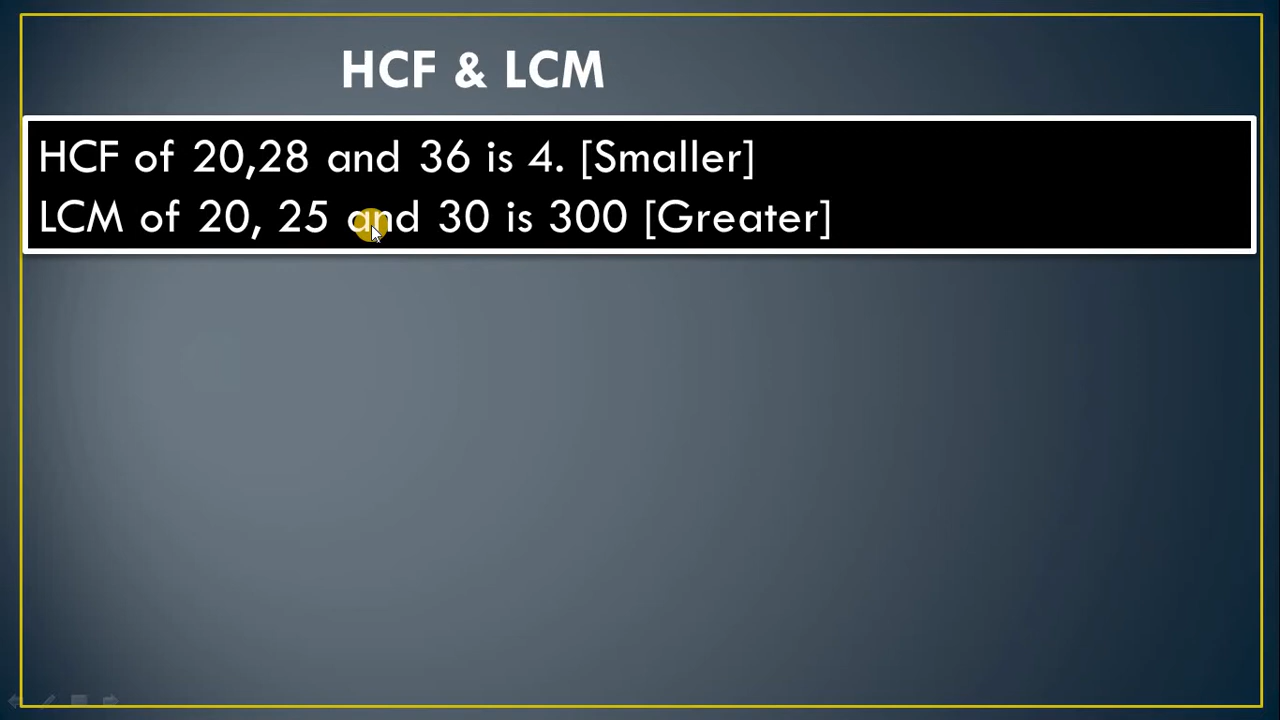 HCF & LCM
HCF of 20,28 and 36 is 4. [Smaller]
LCM of 20, 25 and 30 is 300 [Greater]